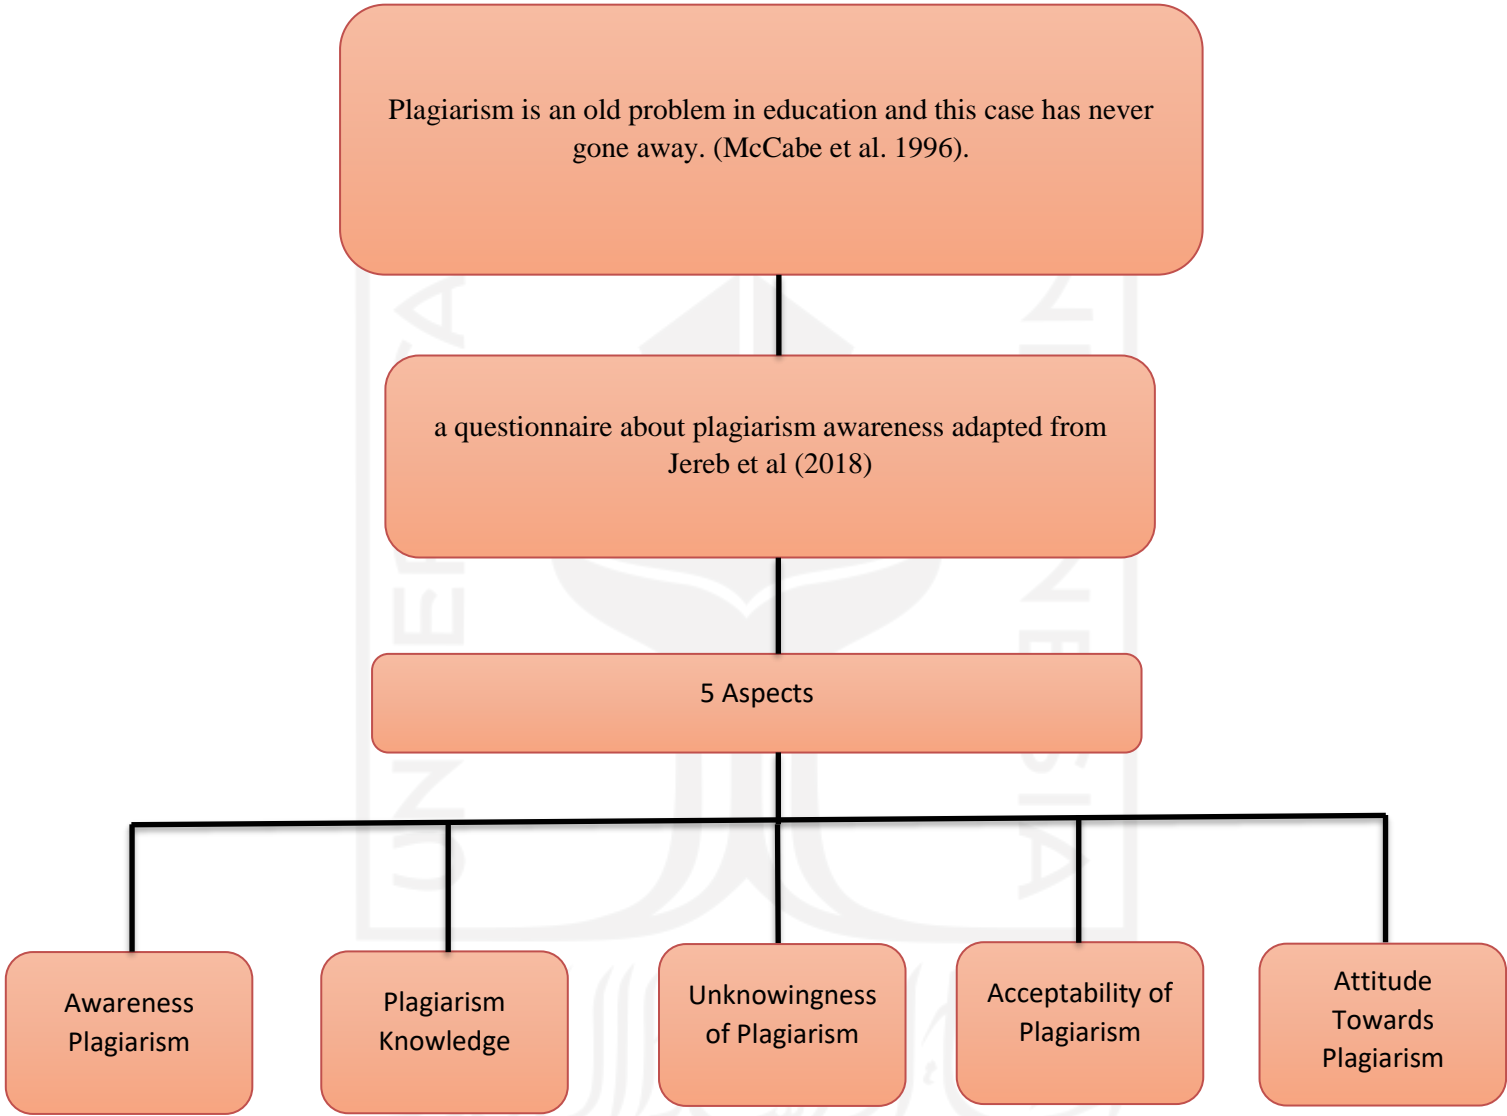 Plagiarism is an old problem in education and this case has never
gone away. (McCabe et al. 1996).
a questionnaire about plagiarism awareness adapted from
Jereb et al (2018)
5 Aspects
Awareness
Plagiarism
Plagiarism
Knowledge
Unknowingness
of Plagiarism
Acceptability of
Plagiarism
Attitude
Towards
Plagiarism